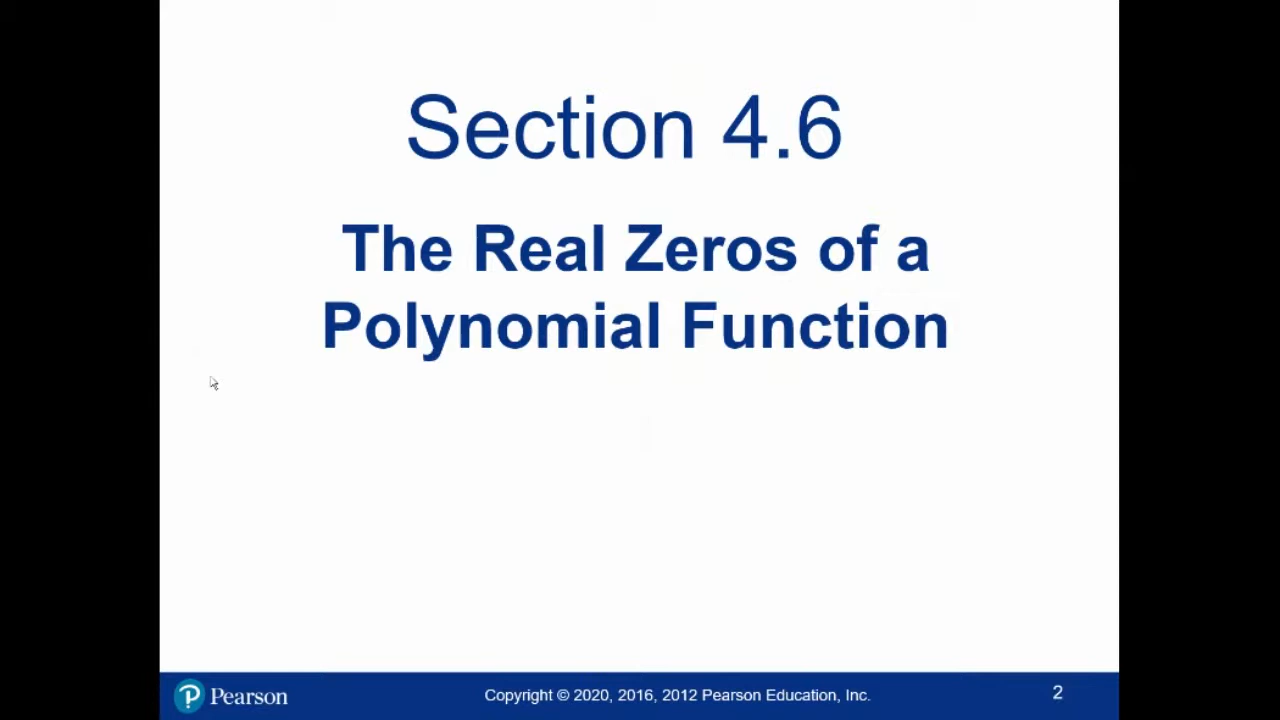 Section 4.6
The Real Zeros of a
Polynomial Function
Pearson
Copyright © 2020, 2016, 2012 Pearson Education, Inc.
2